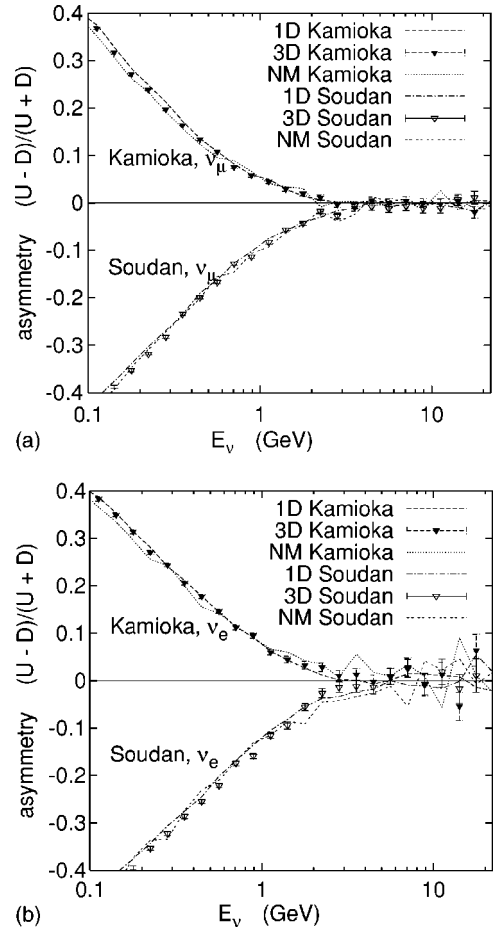 0.4
0.3
0.2
0.1
0
-0.1
-0.2
-0.3
-0.4
asymmetry (U - D)/(U + D)
1D Kamioka
3D Kamioka
NM Kamioka
1D Soudan
3D Soudan
NM Soudan
Kamioka, νμ
Soudan, νμ
0.1 1 10
Eν (GeV)
(a)
0.4
0.3
0.2
0.1
0
-0.1
-0.2
-0.3
-0.4
asymmetry (U - D)/(U + D)
1D Kamioka
3D Kamioka
NM Kamioka
1D Soudan
3D Soudan
NM Soudan
Kamioka, νe
Soudan, νe
0.1 1 10
Eν (GeV)
(b)